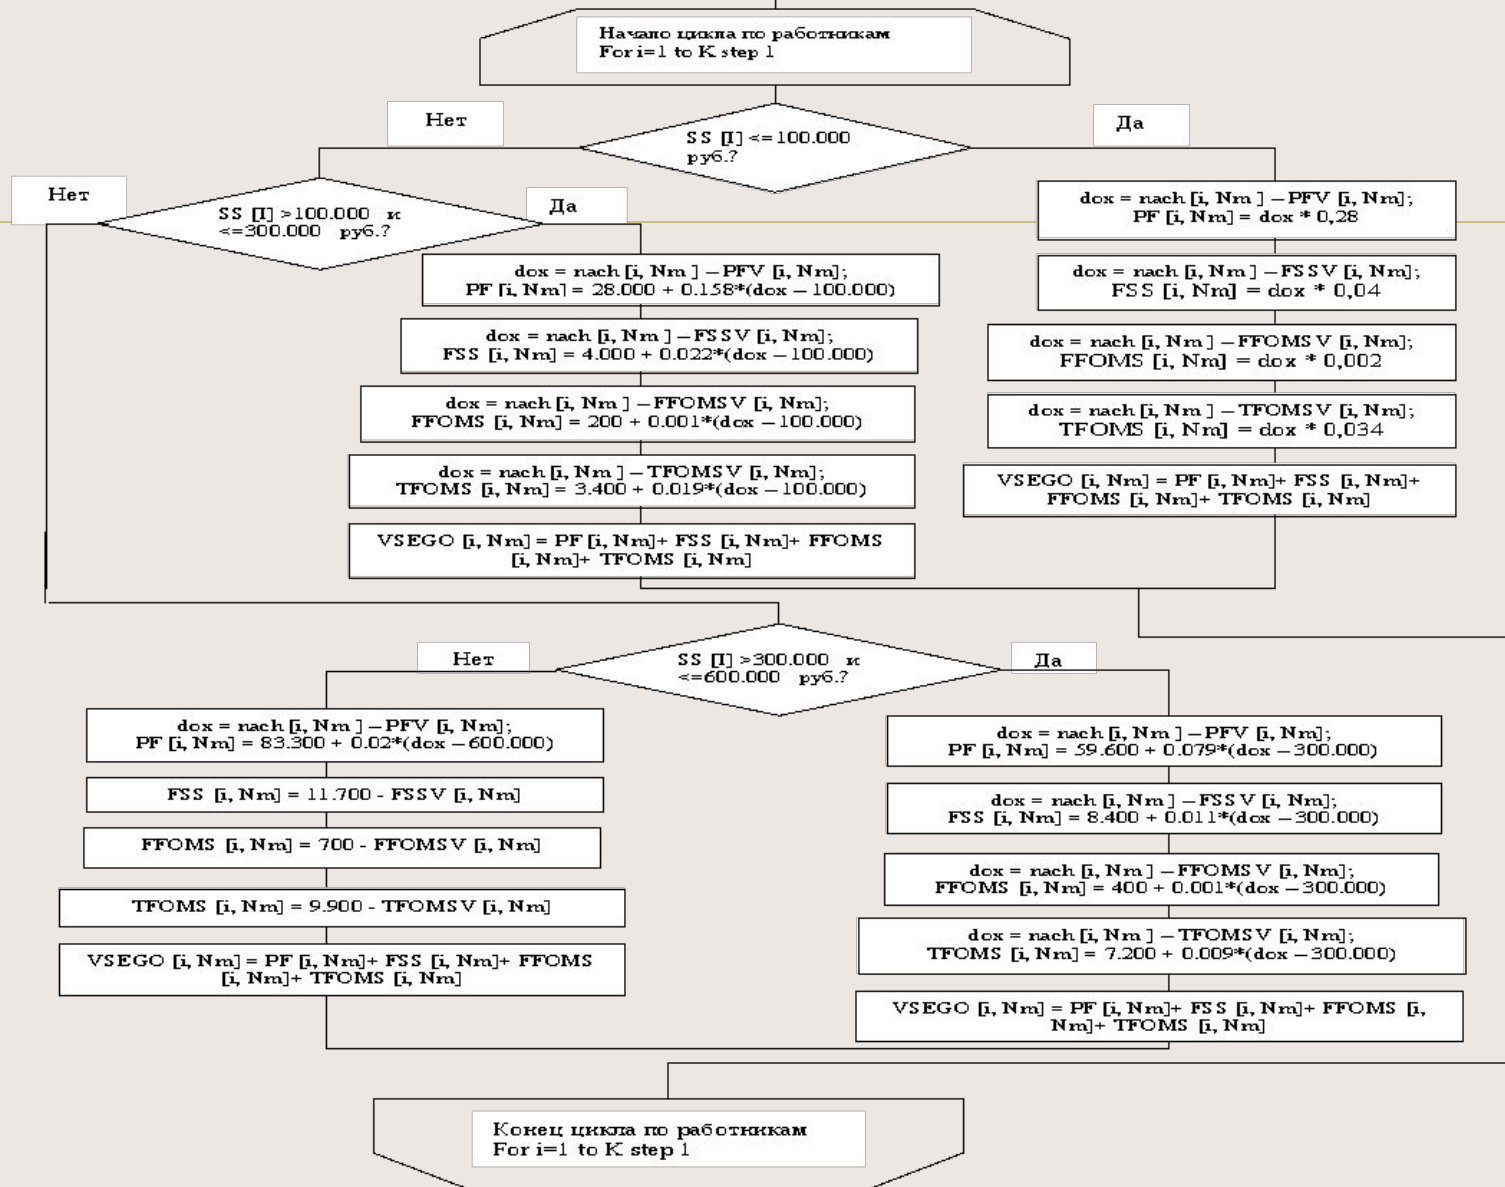 Начало цикла по работникам
For i=1 to K step 1
Нет
Да
SS [I] <=100.000
руб.?
Нет
Да
SS [I] >100.000 и
<=300.000 руб.?
dox = nach [i, Nm ] – PFV [i, Nm];
PF [i, Nm] = dox * 0,28
dox = nach [i, Nm ] – FSSV [i, Nm];
FSS [i, Nm] = dox * 0,04
dox = nach [i, Nm ] – FFOMSV [i, Nm];
FFOMS [i, Nm] = dox * 0,002
dox = nach [i, Nm ] – TFOMSV [i, Nm];
TFOMS [i, Nm] = dox * 0,034
VSEGO [i, Nm] = PF [i, Nm]+ FSS [i, Nm]+
FFOMS [i, Nm]+ TFOMS [i, Nm]
dox = nach [i, Nm ] – PFV [i, Nm];
PF [i, Nm] = 28.000 + 0.158*(dox – 100.000)
dox = nach [i, Nm ] – FSSV [i, Nm];
FSS [i, Nm] = 4.000 + 0.022*(dox – 100.000)
dox = nach [i, Nm ] – FFOMSV [i, Nm];
FFOMS [i, Nm] = 200 + 0.001*(dox – 100.000)
dox = nach [i, Nm ] – TFOMSV [i, Nm];
TFOMS [i, Nm] = 3.400 + 0.019*(dox – 100.000)
VSEGO [i, Nm] = PF [i, Nm]+ FSS [i, Nm]+ FFOMS
[i, Nm]+ TFOMS [i, Nm]
Нет
Да
SS [I] >300.000 и
<=600.000 руб.?
dox = nach [i, Nm ] – PFV [i, Nm];
PF [i, Nm] = 83.300 + 0.02*(dox – 600.000)
FSS [i, Nm] = 11.700 - FSSV [i, Nm]
FFOMS [i, Nm] = 700 - FFOMSV [i, Nm]
TFOMS [i, Nm] = 9.900 - TFOMSV [i, Nm]
VSEGO [i, Nm] = PF [i, Nm]+ FSS [i, Nm]+ FFOMS
[i, Nm]+ TFOMS [i, Nm]
dox = nach [i, Nm ] – PFV [i, Nm];
PF [i, Nm] = 59.600 + 0.079*(dox – 300.000)
dox = nach [i, Nm ] – FSSV [i, Nm];
FSS [i, Nm] = 8.400 + 0.011*(dox – 300.000)
dox = nach [i, Nm ] – FFOMSV [i, Nm];
FFOMS [i, Nm] = 400 + 0.001*(dox – 300.000)
dox = nach [i, Nm ] – TFOMSV [i, Nm];
TFOMS [i, Nm] = 7.200 + 0.009*(dox – 300.000)
VSEGO [i, Nm] = PF [i, Nm]+ FSS [i, Nm]+ FFOMS [i,
Nm]+ TFOMS [i, Nm]
Конец цикла по работникам
For i=1 to K step 1